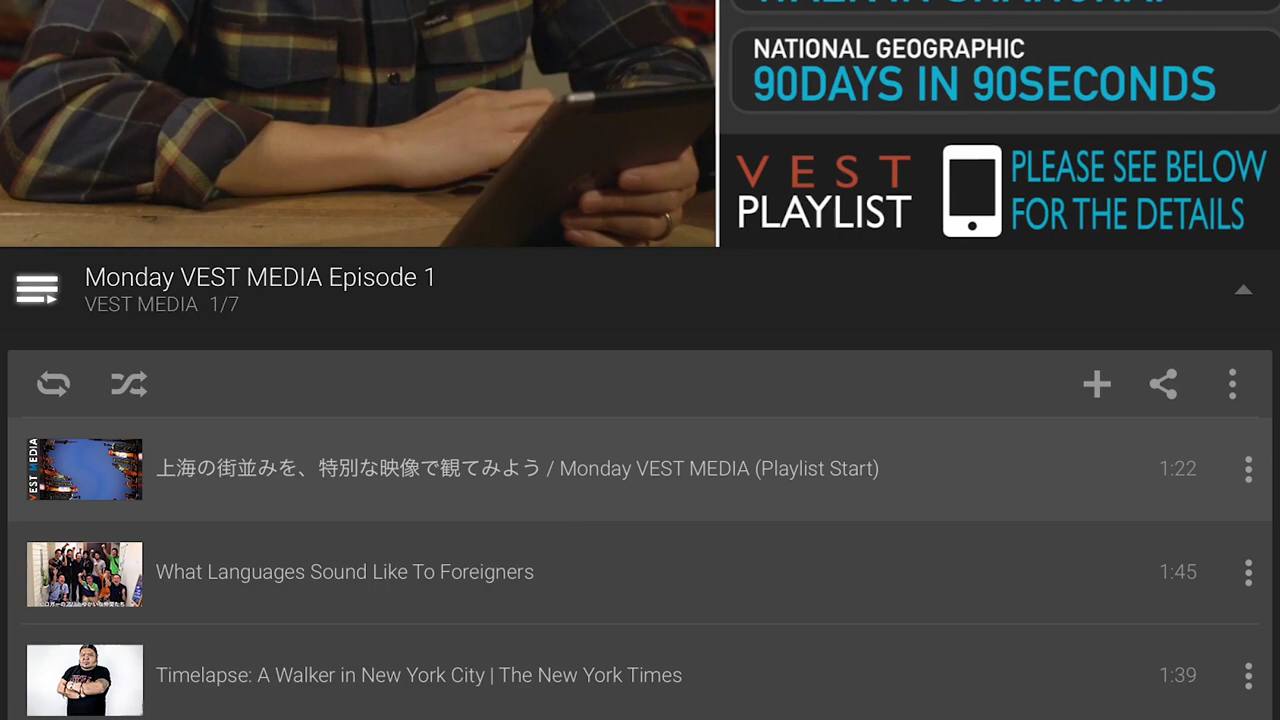 NATIONAL GEOGRAPHIC
90DAYS IN 90SECONDS
VEST
PLAYLIST
PLEASE SEE BELOW
FOR THE DETAILS
Monday VEST MEDIA Episode 1
VEST MEDIA 1/7
VEST MEDIA
上海の街並みを、特別な映像で観てみよう / Monday VEST MEDIA (Playlist Start)
1:22
What Languages Sound Like To Foreigners
1:45
Timelapse: A Walker in New York City | The New York Times
1:39